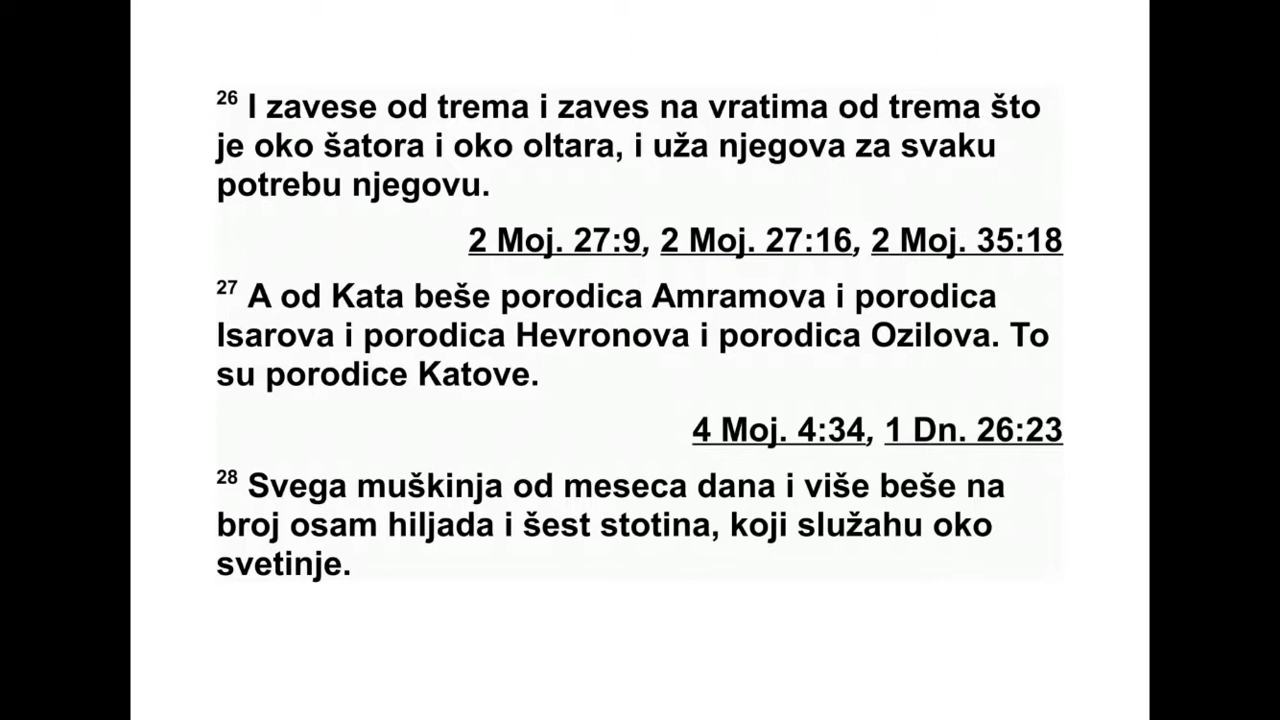 26 I zavese od trema i zaves na vratima od trema što
je oko šatora i oko oltara, i uža njegova za svaku
potrebu njegovu.
2 Moj. 27:9, 2 Moj. 27:16, 2 Moj. 35:18
27 A od Kata beše porodica Amramova i porodica
Isarova i porodica Hevronova i porodica Ozilova. To
su porodice Katove.
4 Moj. 4:34, 1 Dn. 26:23
28 Svega muškinja od meseca dana i više beše na
broj osam hiljada i šest stotina, koji služahu oko
svetinje.